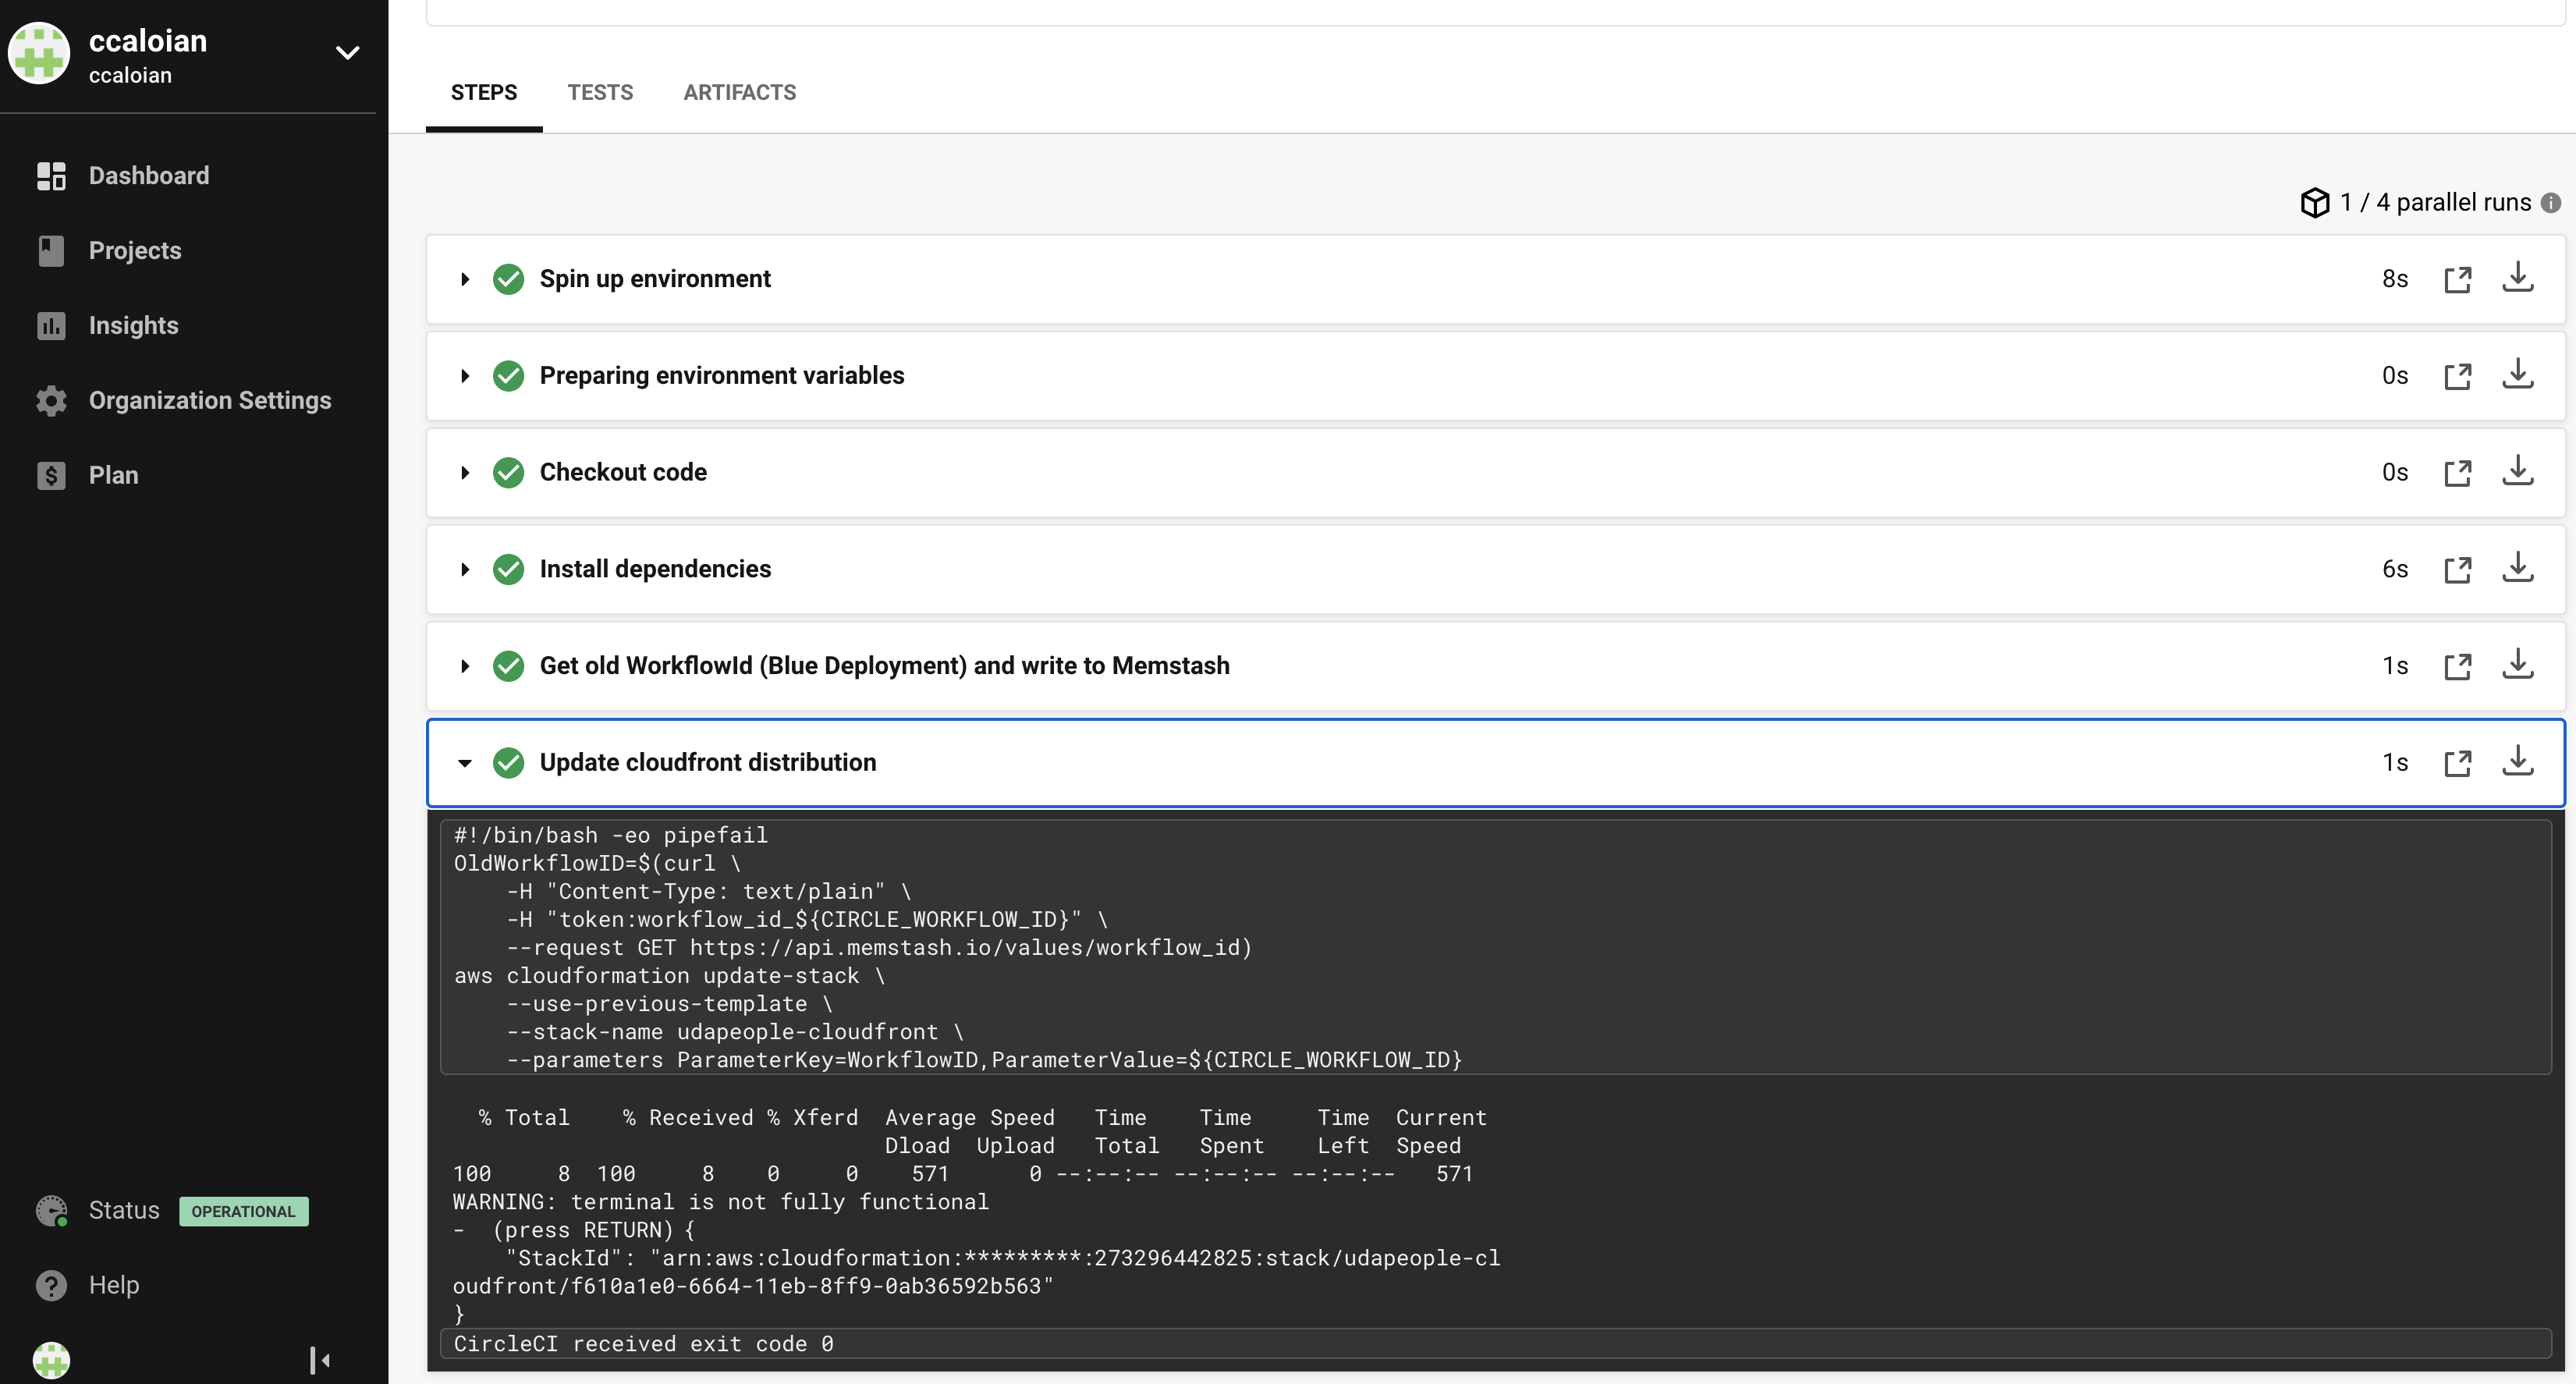 ccaloian
ccaloian
Dashboard
Projects
Insights
Organization Settings
Plan
Status OPERATIONAL
Help
STEPS TESTS ARTIFACTS
1 / 4 parallel runs
Spin up environment 8s
Preparing environment variables 0s
Checkout code 0s
Install dependencies 6s
Get old WorkflowId (Blue Deployment) and write to Memstash 1s
Update cloudfront distribution 1s
#!/bin/bash -eo pipefail
OldWorkflowID=$(curl \
    -H "Content-Type: text/plain" \
    -H "token:workflow_id_${CIRCLE_WORKFLOW_ID}" \
    --request GET https://api.memstash.io/values/workflow_id)
aws cloudformation update-stack \
    --use-previous-template \
    --stack-name udapeople-cloudfront \
    --parameters ParameterKey=WorkflowID,ParameterValue=${CIRCLE_WORKFLOW_ID}
  % Total    % Received % Xferd  Average Speed   Time    Time     Time  Current
                                 Dload  Upload   Total   Spent    Left  Speed
100     8  100     8    0     0    571      0 --:--:-- --:--:-- --:--:--   571
WARNING: terminal is not fully functional
-  (press RETURN) {
    "StackId": "arn:aws:cloudformation:*********:273296442825:stack/udapeople-cl
oudfront/f610a1e0-6664-11eb-8ff9-0ab36592b563"
}
CircleCI received exit code 0